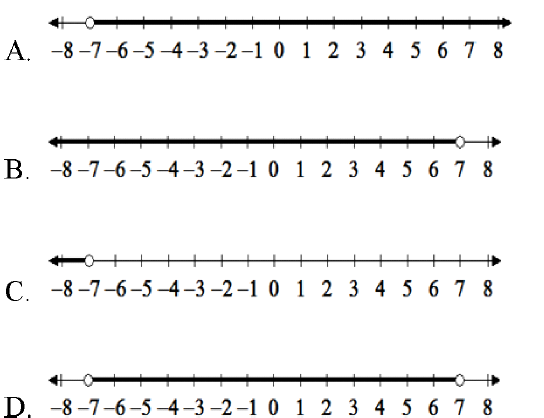 A. –8 –7 –6 –5 –4 –3 –2 –1 0 1 2 3 4 5 6 7 8
B. –8 –7 –6 –5 –4 –3 –2 –1 0 1 2 3 4 5 6 7 8
C. –8 –7 –6 –5 –4 –3 –2 –1 0 1 2 3 4 5 6 7 8
D. –8 –7 –6 –5 –4 –3 –2 –1 0 1 2 3 4 5 6 7 8